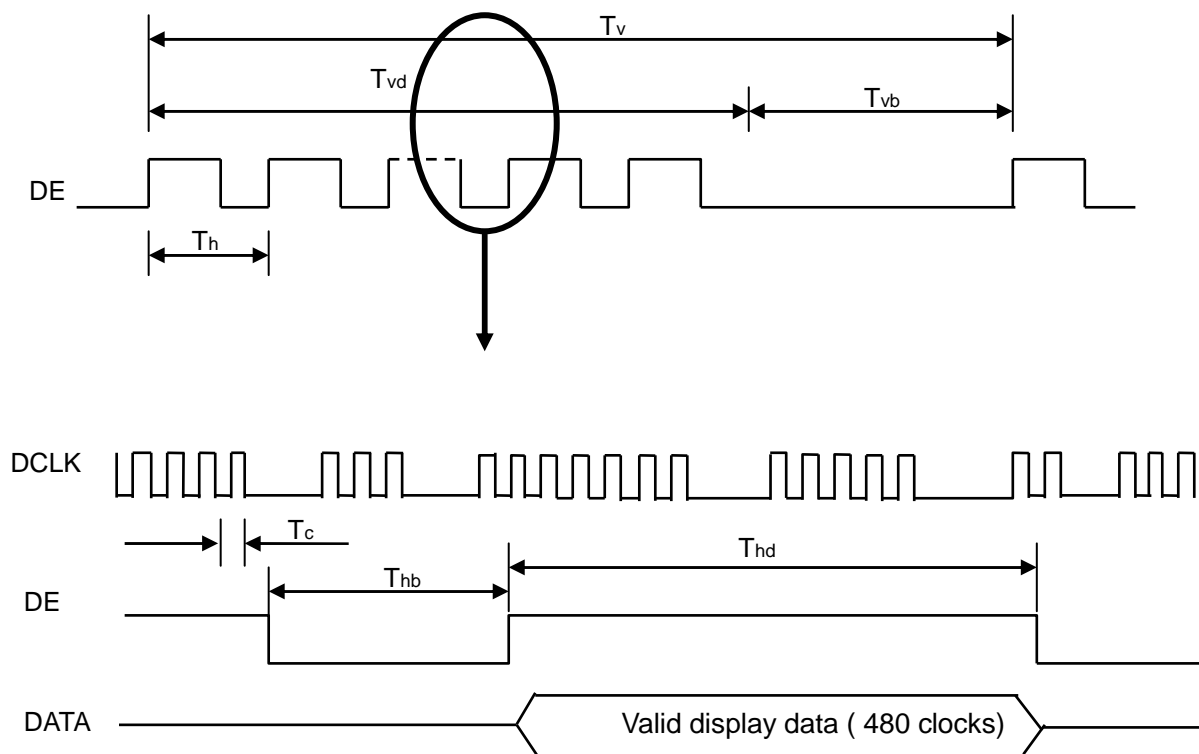 Tv
Tvd
Tvb
DE
Th
DCLK
Tc
Thd
Thb
DE
DATA
Valid display data ( 480 clocks)